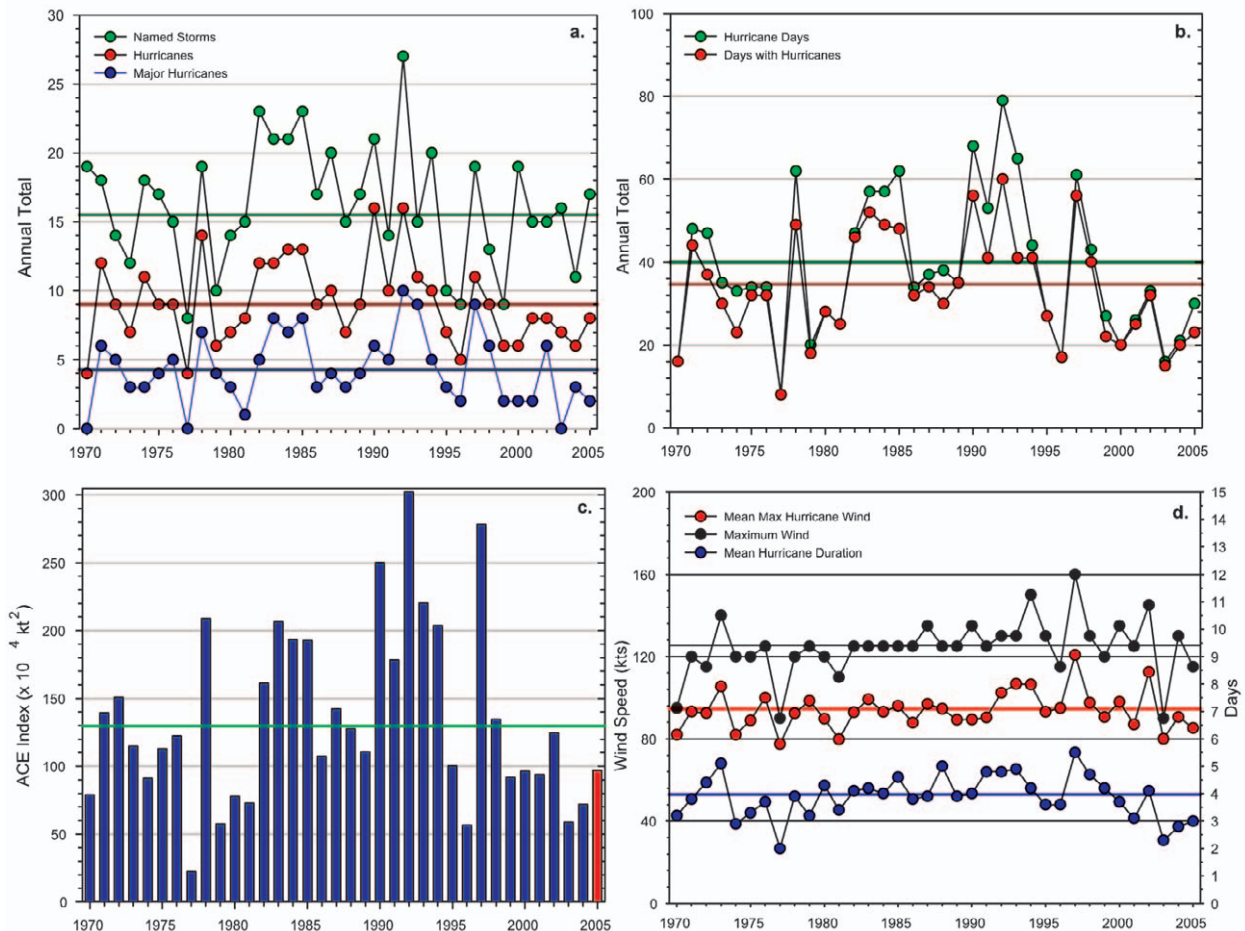 a.
Named Storms
Hurricanes
Major Hurricanes
Annual Total
30
25
20
15
10
5
0
1970 1975 1980 1985 1990 1995 2000 2005
b.
Hurricane Days
Days with Hurricanes
Annual Total
100
80
60
40
20
0
1970 1975 1980 1985 1990 1995 2000 2005
c.
ACE Index (x 10 4 kt2)
300
250
200
150
100
50
0
1970 1975 1980 1985 1990 1995 2000 2005
d.
Mean Max Hurricane Wind
Maximum Wind
Mean Hurricane Duration
Wind Speed (kts)
200
160
120
80
40
0
15
14
13
12
11
10
9
8
7
6
5
4
3
2
1
0
Days
1970 1975 1980 1985 1990 1995 2000 2005